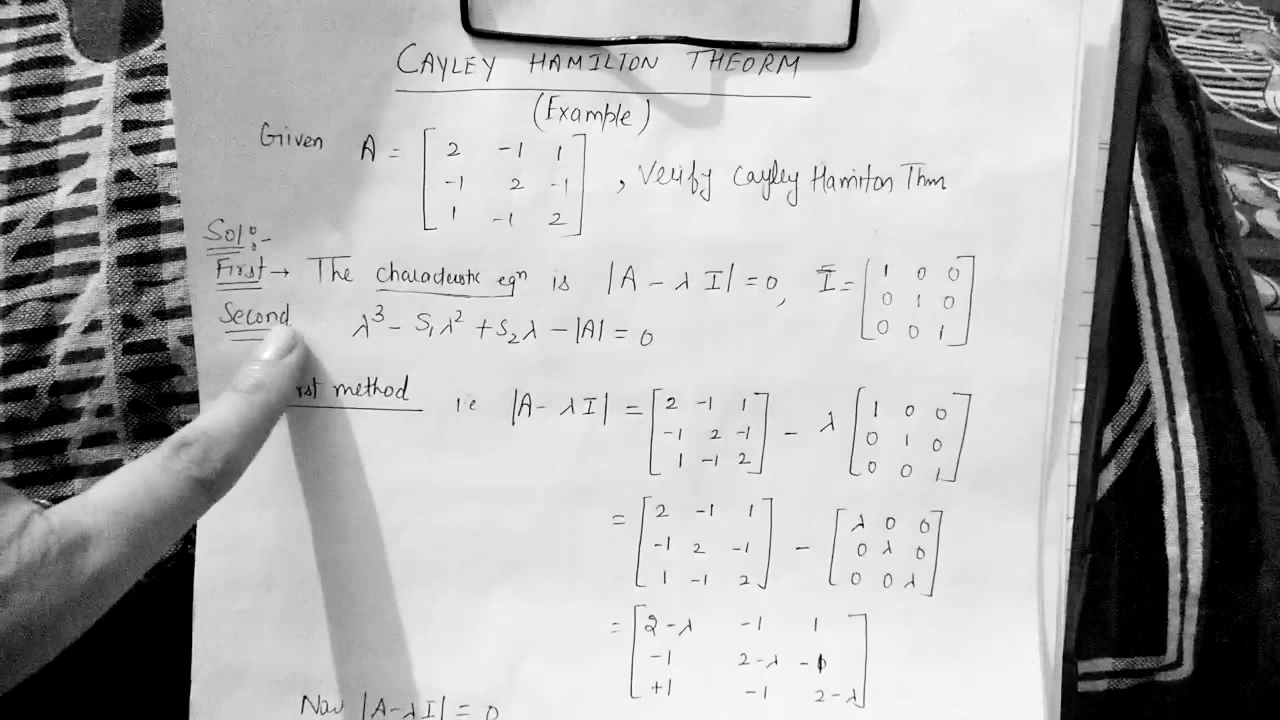 CAYLEY HAMILTON THEORM
(Example)
Given A = [2 -1 1
-1 2 -1
1 -1 2] , Verify Cayley Hamilton Thm
Sol:-
First → The characteristic eqn is |A - λ I| = 0, I = [1 0 0
0 1 0
0 0 1]
Second λ³ - S₁λ² + S₂λ - |A| = 0
rst method i.e |A - λ I| = [2 -1 1
-1 2 -1
1 -1 2] - λ [1 0 0
0 1 0
0 0 1]
= [2 -1 1
-1 2 -1
1 -1 2] - [λ 0 0
0 λ 0
0 0 λ]
= [2-λ -1 1
-1 2-λ -1
+1 -1 2-λ]
Now |A-λI| = 0